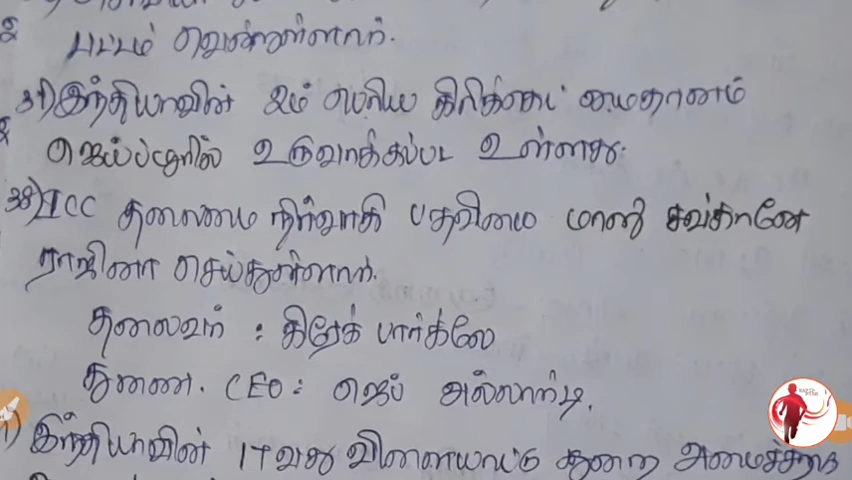 பட்டம் வென்றுள்ளார்.
37) இந்தியாவின் 2ம் பெரிய கிரிக்கெட் மைதானம்
ஜெய்ப்பூரில் உருவாக்கப்பட உள்ளது.
38) ICC தலைமை நிர்வாகி பதவியை மானு சவ்கானே
ராஜினா செய்துள்ளார்.
தலைவர் : கிரேக் பார்க்லே
துணை. CEO : ஜெப் அல்லார்டி.
இந்தியாவின் 17வது விளையாட்டு துறை அமைச்சராக